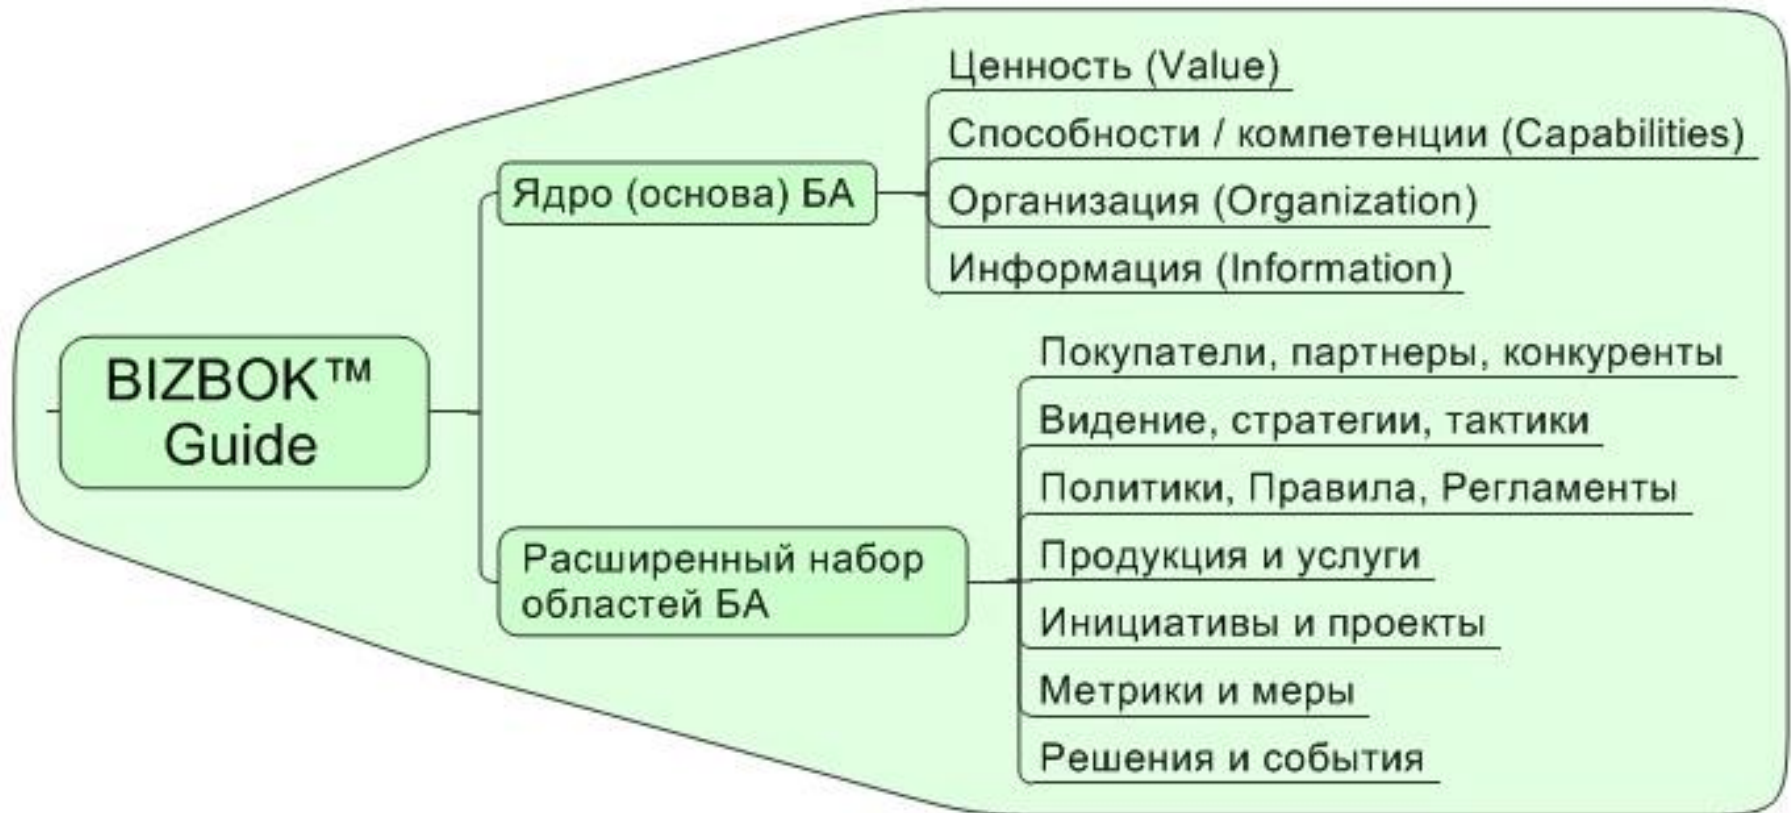 BIZBOK™
Guide
Ядро (основа) БА
Ценность (Value)
Способности / компетенции (Capabilities)
Организация (Organization)
Информация (Information)
Расширенный набор
областей БА
Покупатели, партнеры, конкуренты
Видение, стратегии, тактики
Политики, Правила, Регламенты
Продукция и услуги
Инициативы и проекты
Метрики и меры
Решения и события